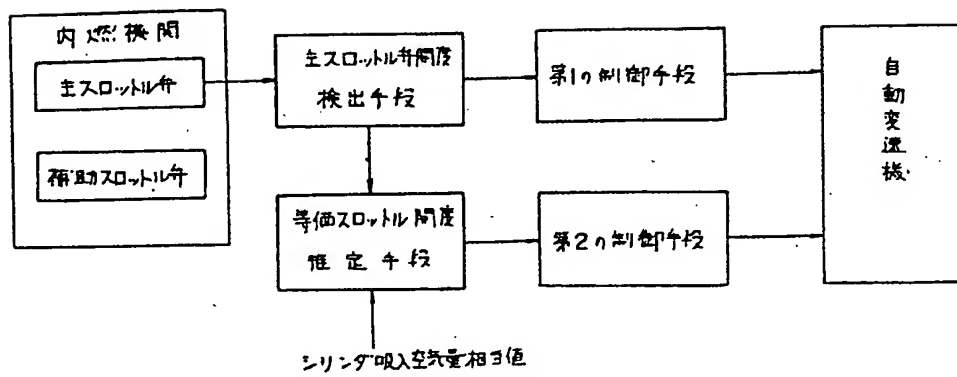 内燃機関
主スロットル弁
補助スロットル弁
主スロットル弁開度
検出手段
第1の制御手段
等価スロットル開度
推定手段
第2の制御手段
自動変速機
シリンダ吸入空気量相当値